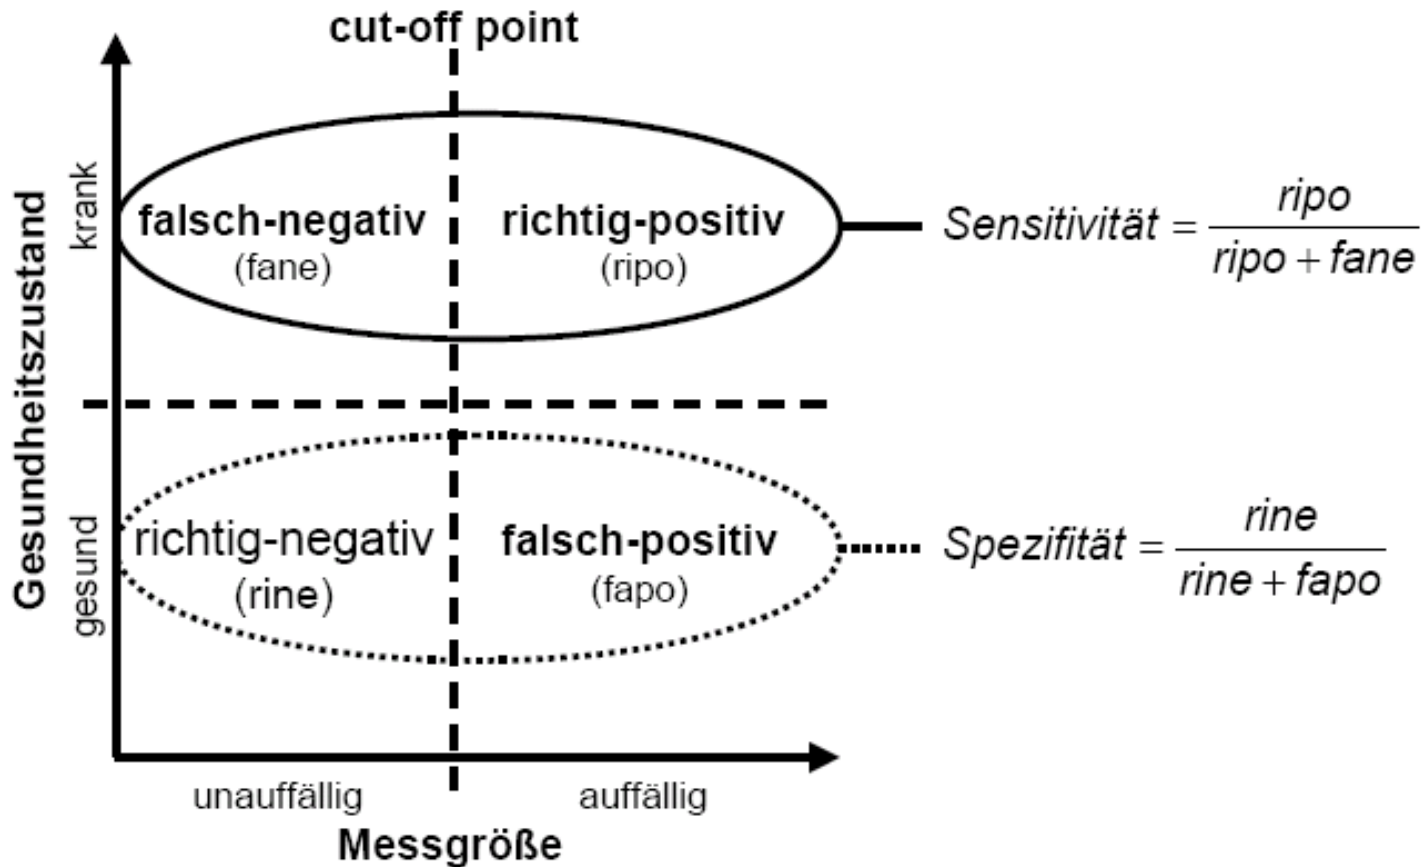 cut-off point
Gesundheitszustand
krank
falsch-negativ
(fane)
richtig-positiv
(ripo)
Sensitivität = ripo / ripo + fane
gesund
richtig-negativ
(rine)
falsch-positiv
(fapo)
Spezifität = rine / rine + fapo
unauffällig
auffällig
Messgröße